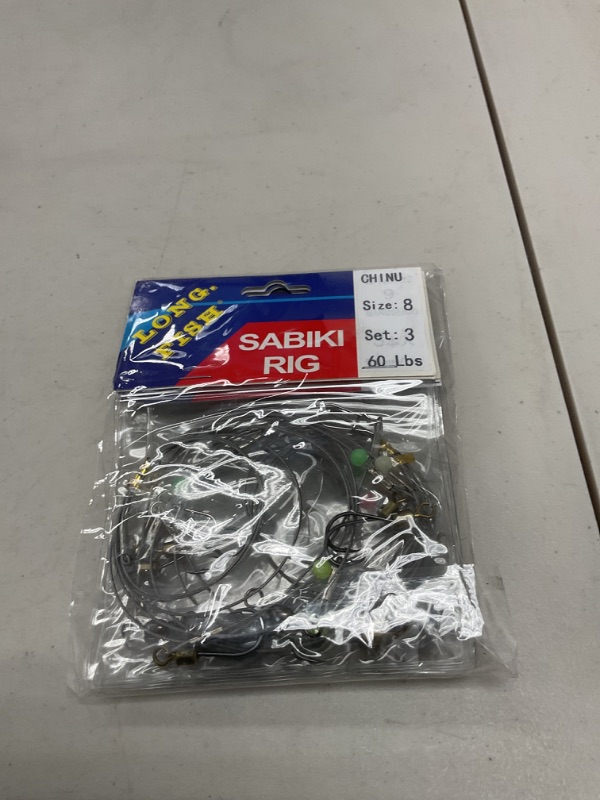 LONG.
FISH
SABIKI
RIG
CHINU
Size: 8
Set: 3
60 Lbs